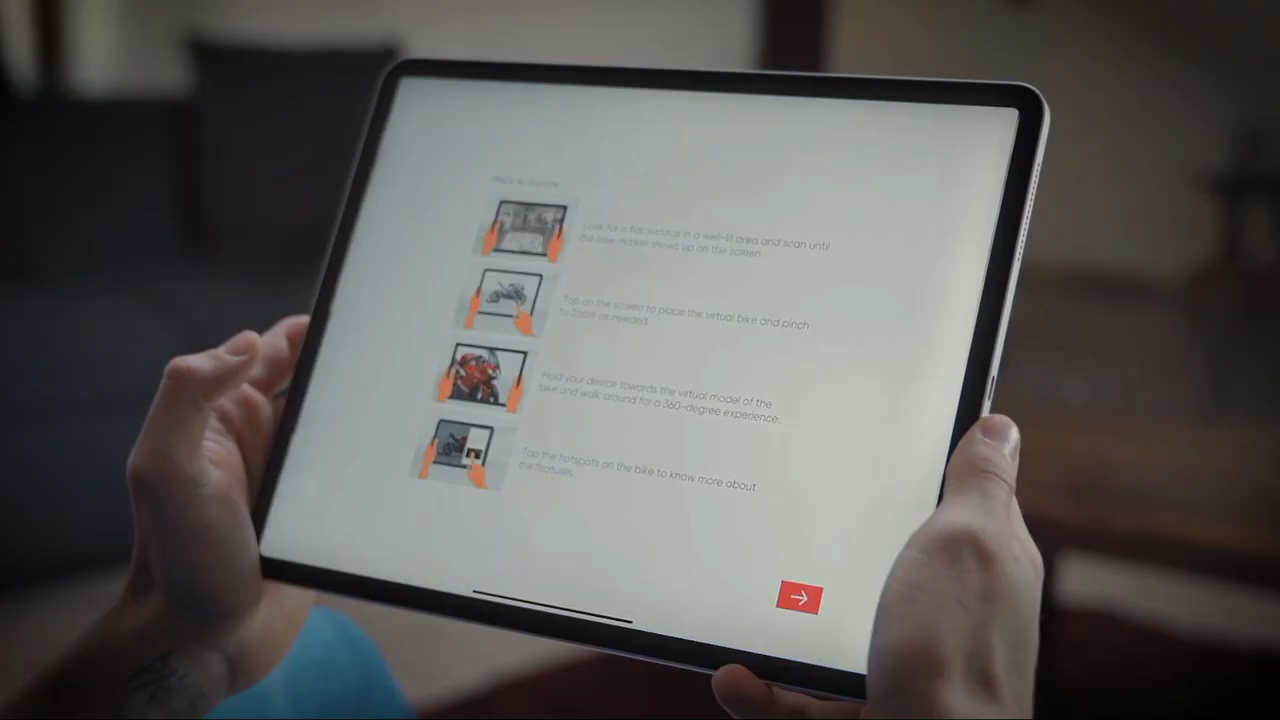 Look for a flat surface in a well-lit area and scan until
the bike marker shows up on the screen.
Tap on the screen to place the virtual bike and pinch
to Zoom as needed.
Hold your device towards the virtual model of the
bike and walk around for a 360-degree experience.
Tap the hotspots on the bike to know more about
the features.